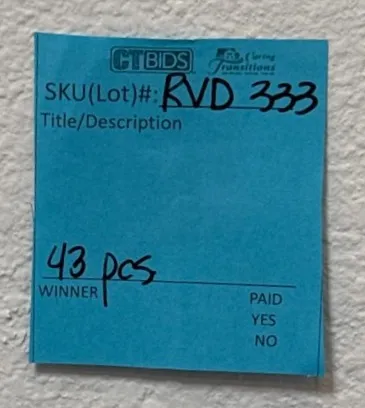 CTBIDS Caring Transitions
SKU(Lot)#: RVD 333
Title/Description
43 pcs
WINNER PAID
YES
NO